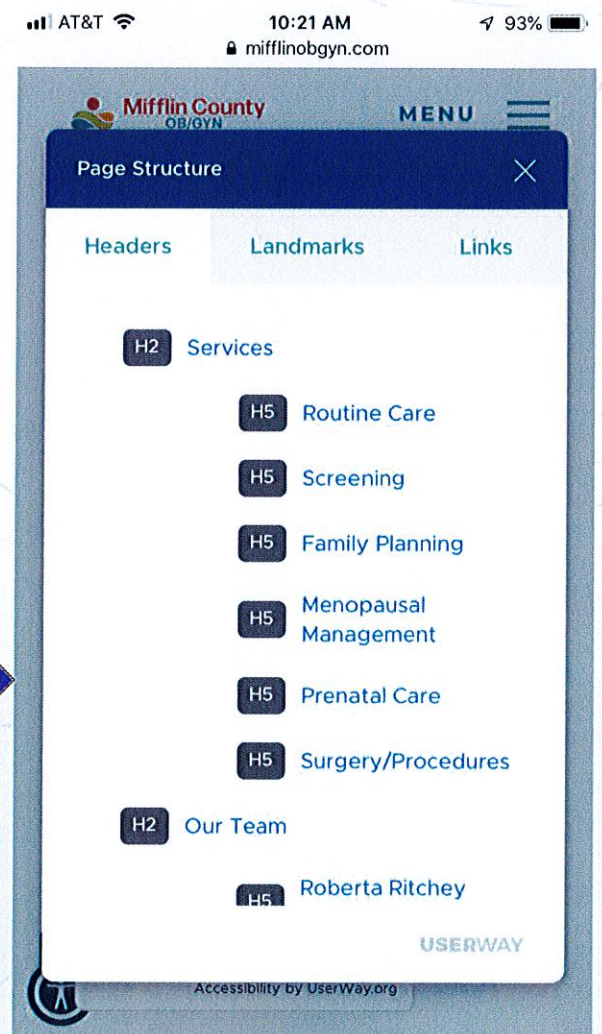 AT&T 10:21 AM 93%
mifflinobgyn.com
Mifflin County
OB/GYN
MENU
Page Structure
Headers Landmarks Links
H2 Services
H5 Routine Care
H5 Screening
H5 Family Planning
H5 Menopausal
Management
H5 Prenatal Care
H5 Surgery/Procedures
H2 Our Team
H5 Roberta Ritchey
USERWAY
Accessibility by UserWay.org